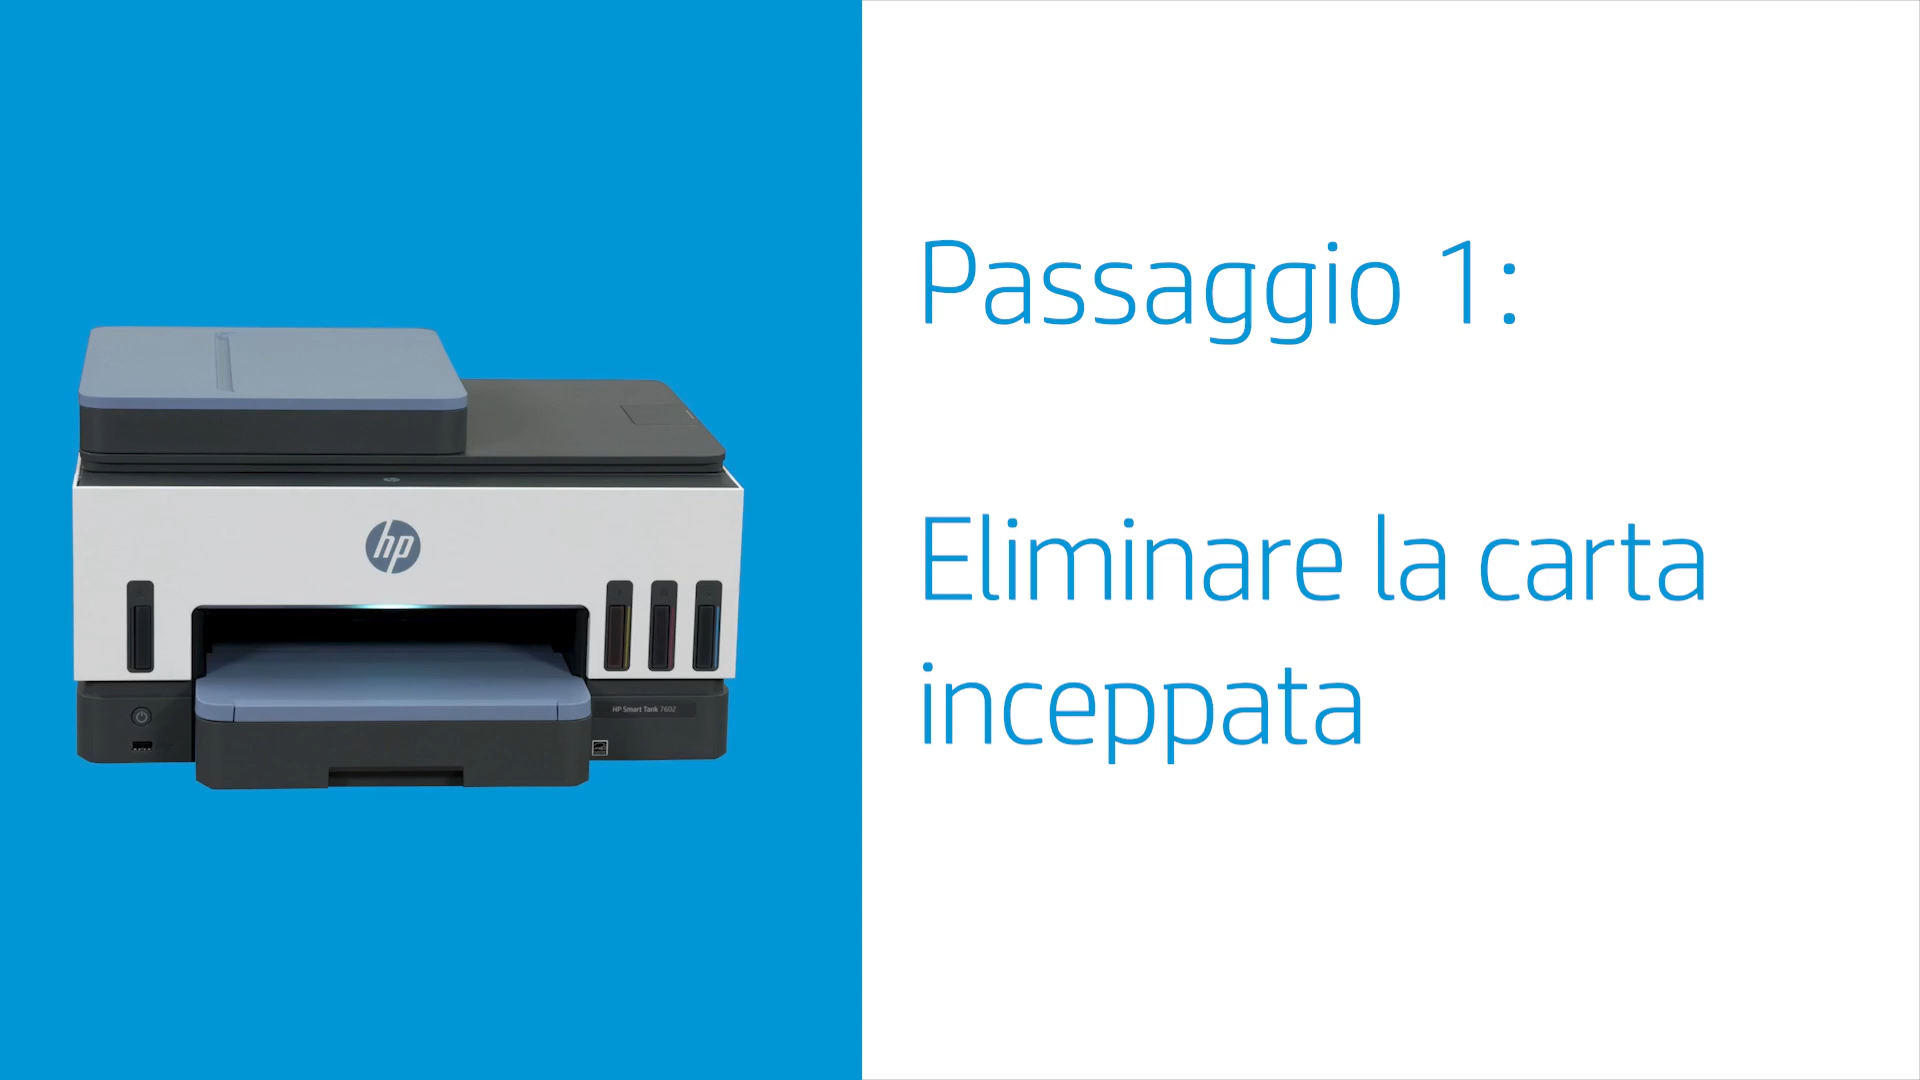 Passaggio 1:
Eliminare la carta
inceppata
hp
HP Smart Tank 7602